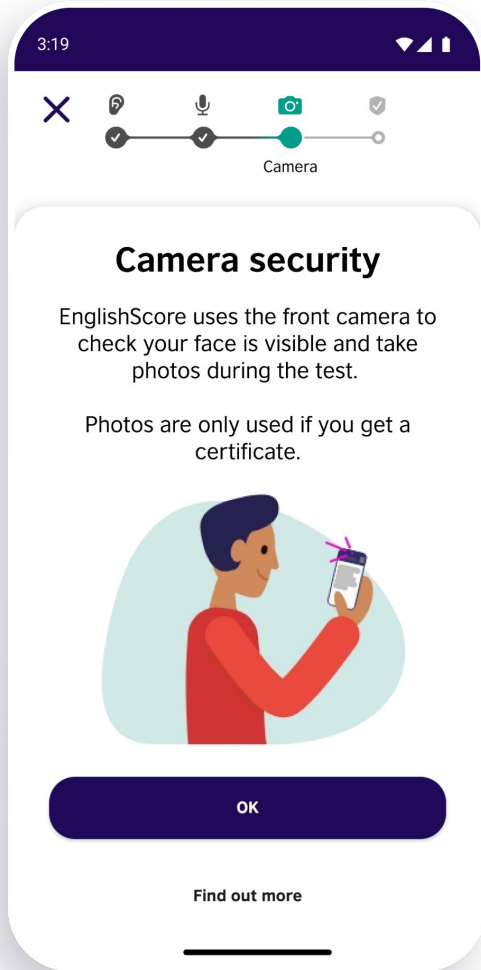 3:19
Camera
Camera security
EnglishScore uses the front camera to
check your face is visible and take
photos during the test.
Photos are only used if you get a
certificate.
OK
Find out more